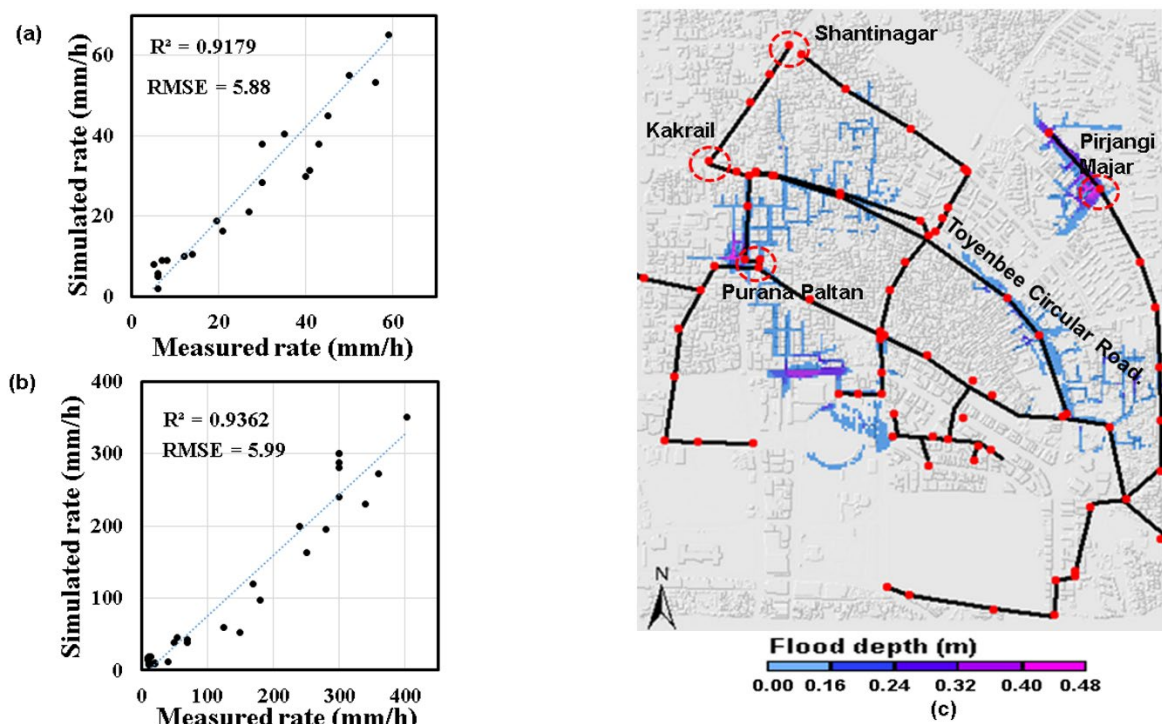 (a)
R² = 0.9179
RMSE = 5.88
60
40
20
0
0 20 40 60
Simulated rate (mm/h)
Measured rate (mm/h)
(b)
R² = 0.9362
RMSE = 5.99
400
300
200
100
0
0 100 200 300 400
Simulated rate (mm/h)
Measured rate (mm/h)
Shantinagar
Kakrail
Pirjangi
Majar
Toyenbee Circular Road.
Purana Paltan
N
Flood depth (m)
0.00 0.16 0.24 0.32 0.40 0.48
(c)